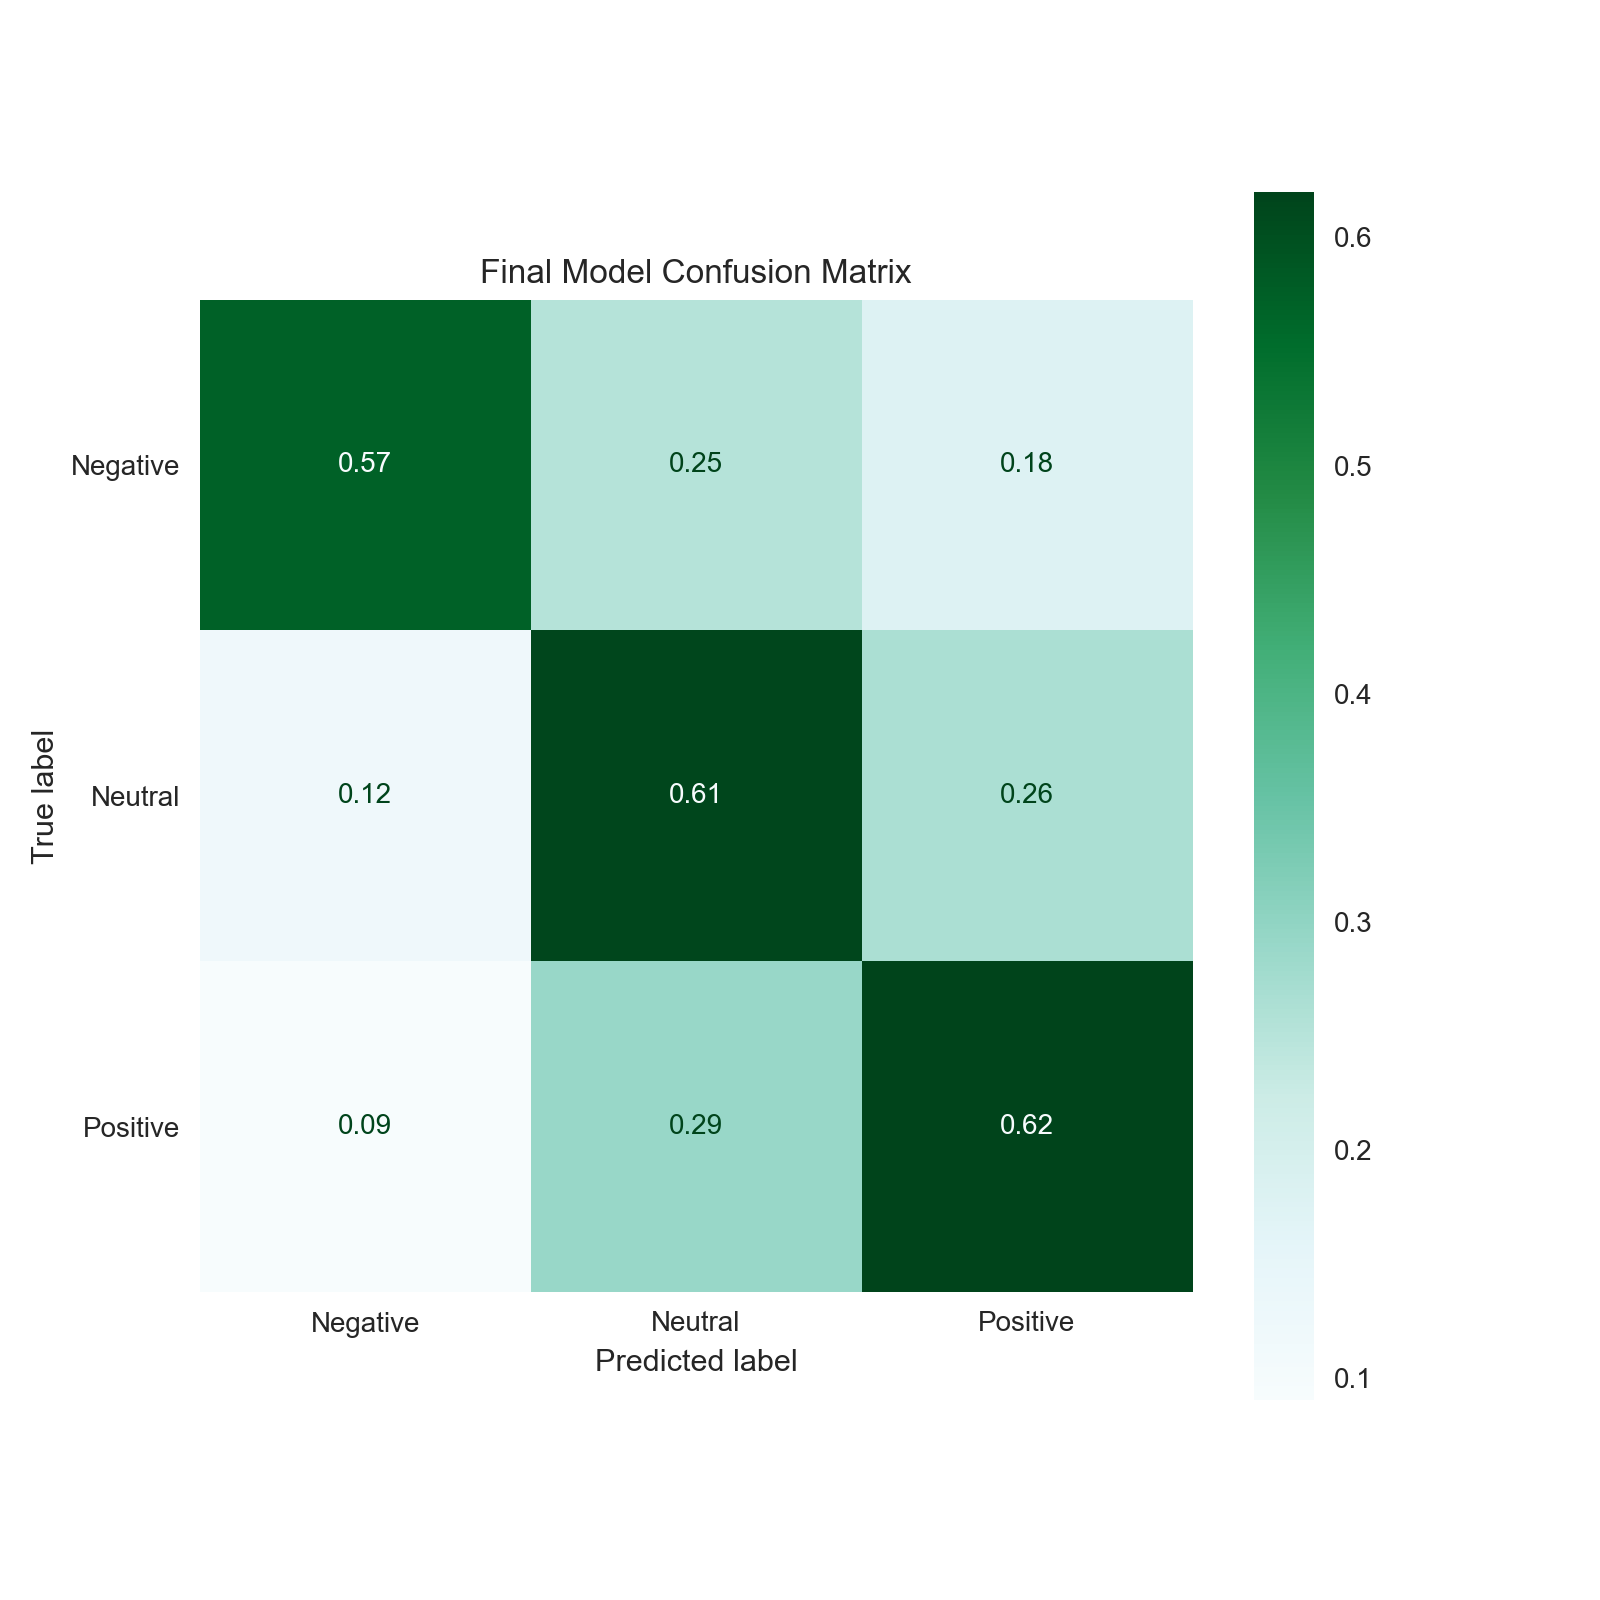 Final Model Confusion Matrix
True label
Negative 0.57 0.25 0.18
Neutral 0.12 0.61 0.26
Positive 0.09 0.29 0.62
Negative Neutral Positive
Predicted label
0.6
0.5
0.4
0.3
0.2
0.1